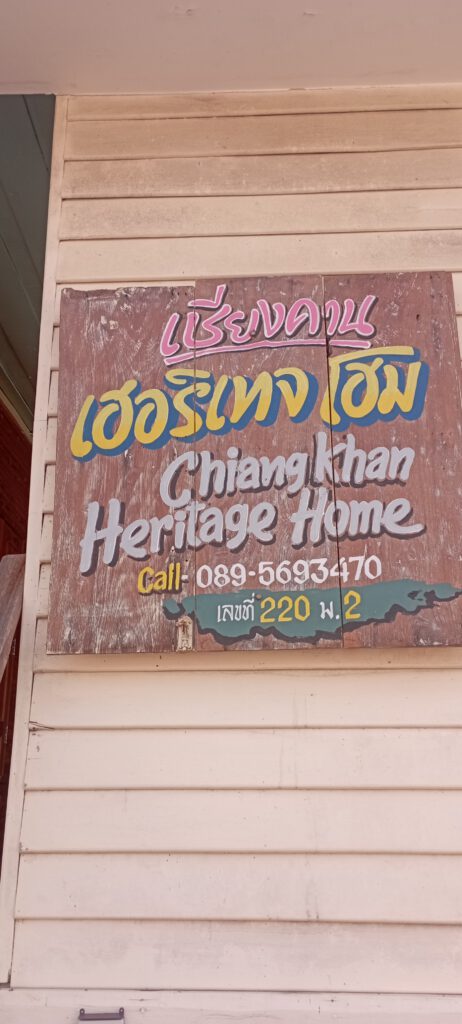 เชียงคาน
เฮอริเทจ โฮม
Chiang Khan
Heritage Home
Call- 089-5693470
เลขที่ 220 ม.2